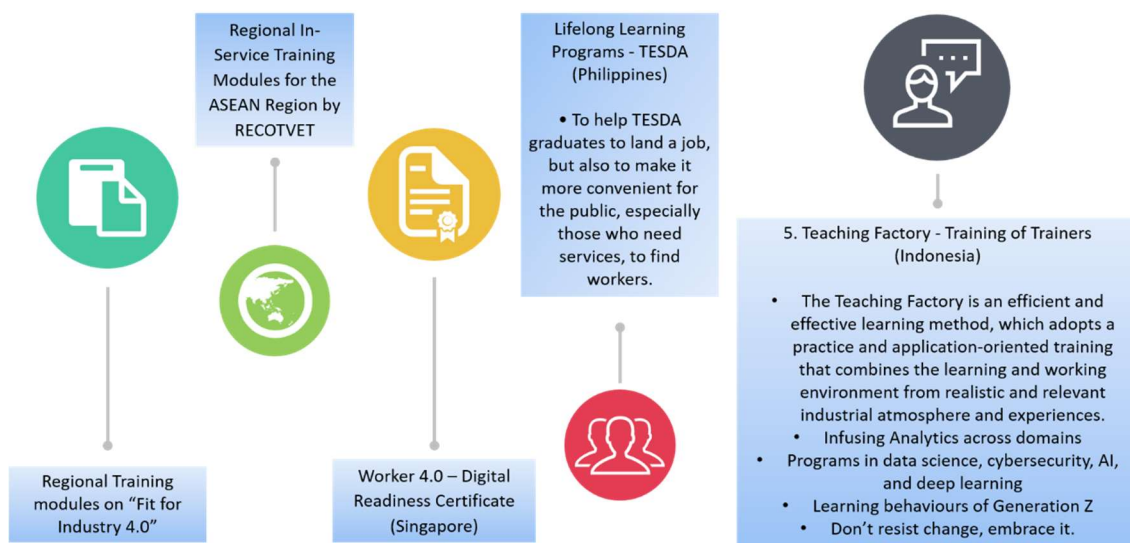 Regional In-
Service Training
Modules for the
ASEAN Region by
RECOTVET
Lifelong Learning
Programs - TESDA
(Philippines)
• To help TESDA
graduates to land a job,
but also to make it
more convenient for
the public, especially
those who need
services, to find
workers.
5. Teaching Factory - Training of Trainers
(Indonesia)
• The Teaching Factory is an efficient and
effective learning method, which adopts a
practice and application-oriented training
that combines the learning and working
environment from realistic and relevant
industrial atmosphere and experiences.
• Infusing Analytics across domains
• Programs in data science, cybersecurity, AI,
and deep learning
• Learning behaviours of Generation Z
• Don't resist change, embrace it.
Regional Training
modules on “Fit for
Industry 4.0”
Worker 4.0 – Digital
Readiness Certificate
(Singapore)